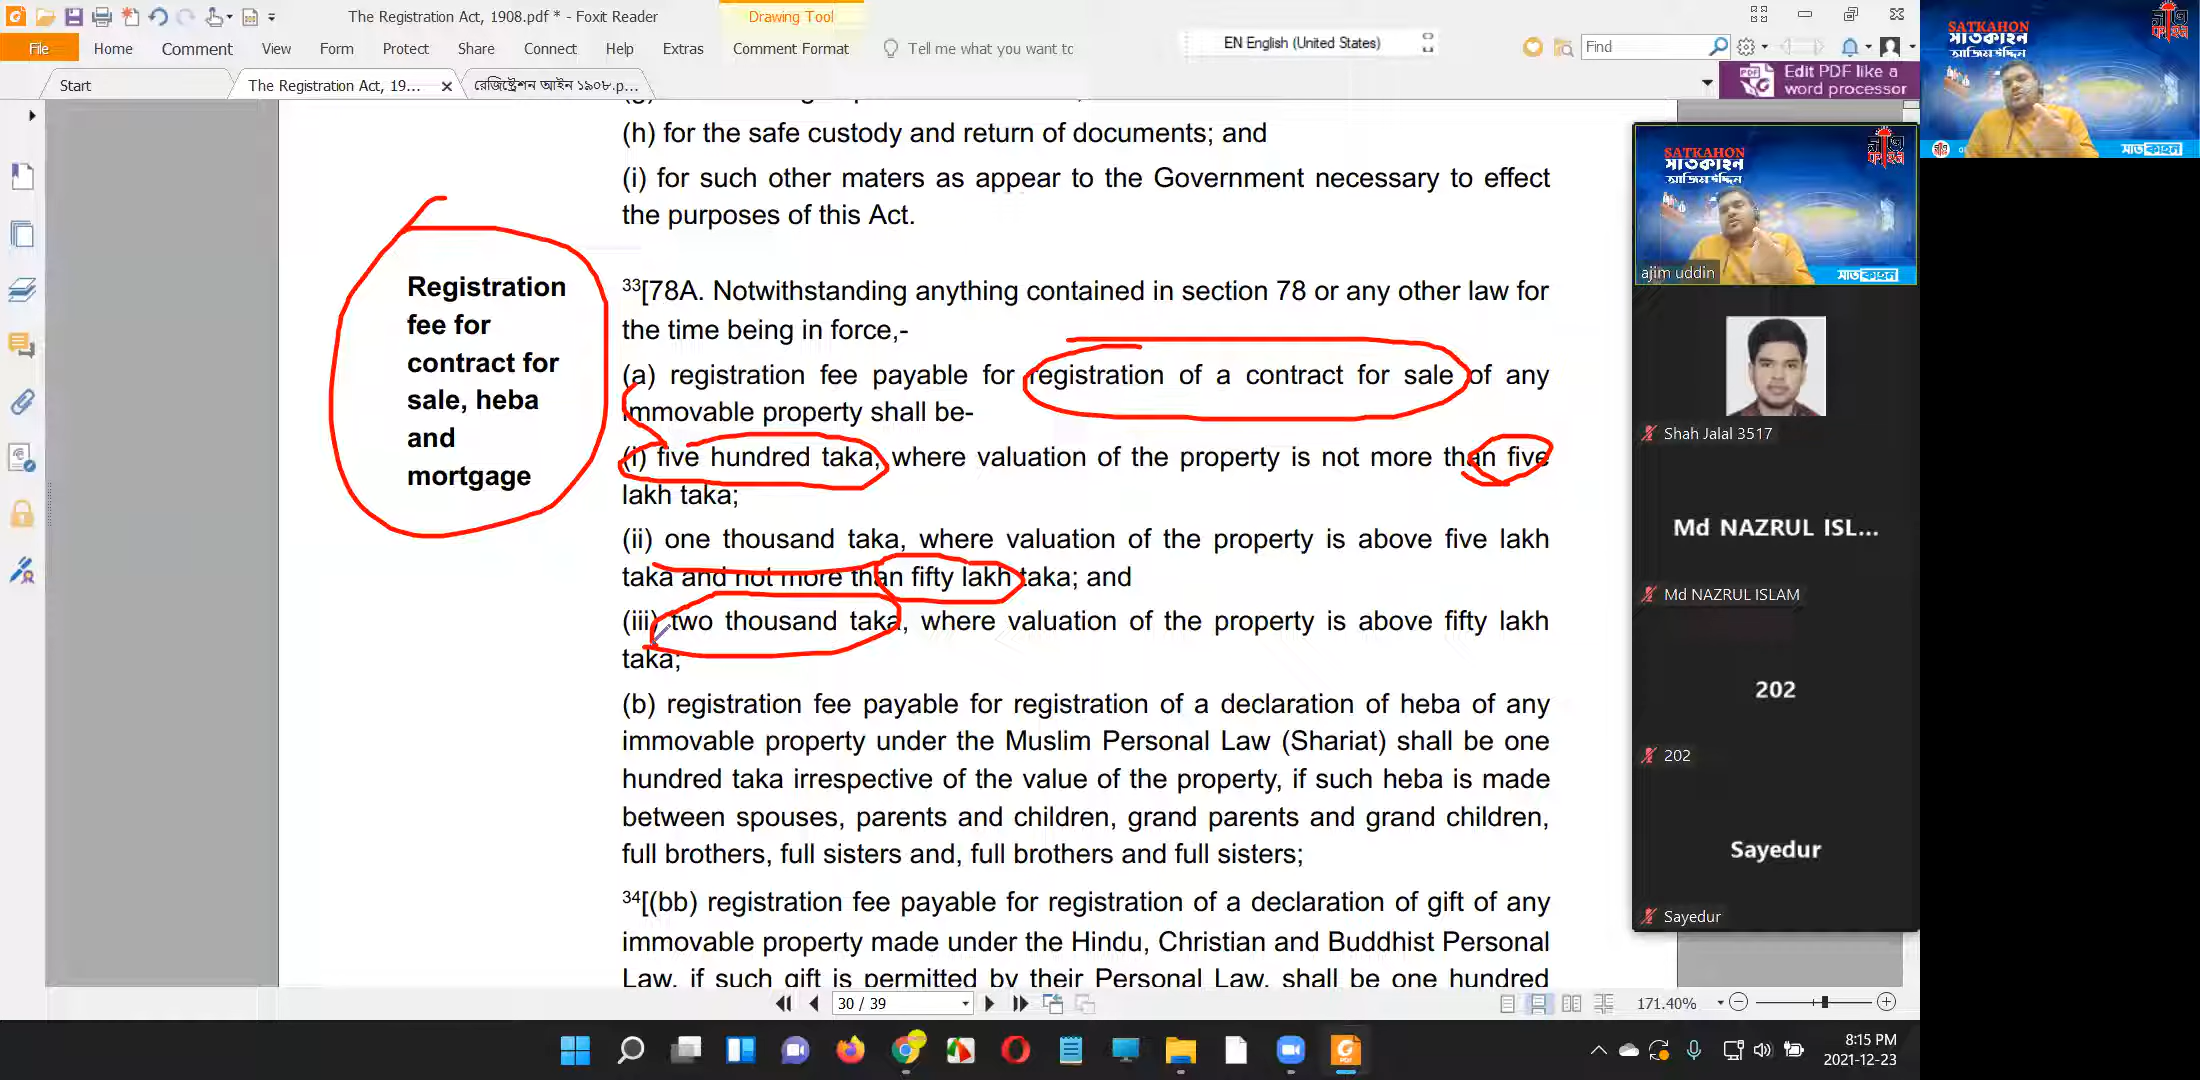 The Registration Act, 1908.pdf * - Foxit Reader
Drawing Tool
File Home Comment View Form Protect Share Connect Help Extras Comment Format Tell me what you want to
EN English (United States)
Find
Start
The Registration Act, 19...
রেজিষ্ট্রেশন আইন ১৯০৮.p...
Edit PDF like a
word processor
(h) for the safe custody and return of documents; and
(i) for such other maters as appear to the Government necessary to effect
the purposes of this Act.
Registration
fee for
contract for
sale, heba
and
mortgage
33[78A. Notwithstanding anything contained in section 78 or any other law for
the time being in force,-
(a) registration fee payable for registration of a contract for sale of any
immovable property shall be-
(i) five hundred taka, where valuation of the property is not more than five
lakh taka;
(ii) one thousand taka, where valuation of the property is above five lakh
taka and not more than fifty lakh taka; and
(iii) two thousand taka, where valuation of the property is above fifty lakh
taka;
(b) registration fee payable for registration of a declaration of heba of any
immovable property under the Muslim Personal Law (Shariat) shall be one
hundred taka irrespective of the value of the property, if such heba is made
between spouses, parents and children, grand parents and grand children,
full brothers, full sisters and, full brothers and full sisters;
34[(bb) registration fee payable for registration of a declaration of gift of any
immovable property made under the Hindu, Christian and Buddhist Personal
Law, if such gift is permitted by their Personal Law, shall be one hundred
SATKAHON
সাতকাহন
আজিম উদ্দিন
সাতকাহন
SATKAHON
সাতকাহন
আজিম উদ্দিন
ajim uddin
সাতকাহন
Shah Jalal 3517
Md NAZRUL ISL...
Md NAZRUL ISLAM
202
202
Sayedur
Sayedur
30 / 39
171.40%
8:15 PM
2021-12-23